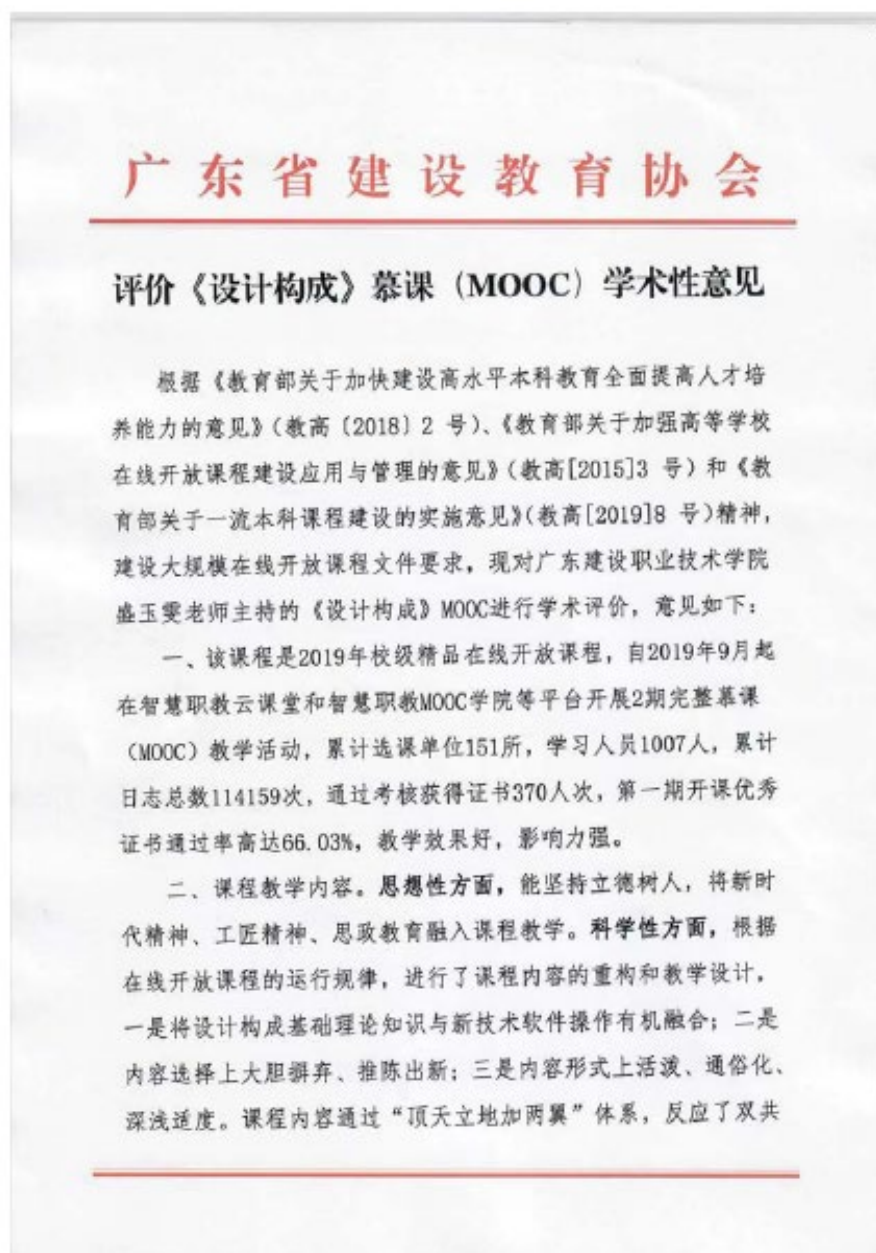 广东省建设教育协会
评价《设计构成》慕课（MOOC）学术性意见
根据《教育部关于加快建设高水平本科教育全面提高人才培
养能力的意见》（教高〔2018〕2 号）、《教育部关于加强高等学校
在线开放课程建设应用与管理的意见》（教高[2015]3 号）和《教
育部关于一流本科课程建设的实施意见》（教高[2019]8 号）精神，
建设大规模在线开放课程文件要求，现对广东建设职业技术学院
盛玉雯老师主持的《设计构成》MOOC进行学术评价，意见如下：
一、该课程是2019年校级精品在线开放课程，自2019年9月起
在智慧职教云课堂和智慧职教MOOC学院等平台开展2期完整慕课
（MOOC）教学活动，累计选课单位151所，学习人员1007人，累计
日志总数114159次，通过考核获得证书370人次，第一期开课优秀
证书通过率高达66.03%，教学效果好，影响力强。
二、课程教学内容。思想性方面，能坚持立德树人，将新时
代精神、工匠精神、思政教育融入课程教学。科学性方面，根据
在线开放课程的运行规律，进行了课程内容的重构和教学设计，
一是将设计构成基础理论知识与新技术软件操作有机融合；二是
内容选择上大胆摒弃、推陈出新；三是内容形式上活泼、通俗化、
深浅适度。课程内容通过“顶天立地加两翼”体系，反应了双共